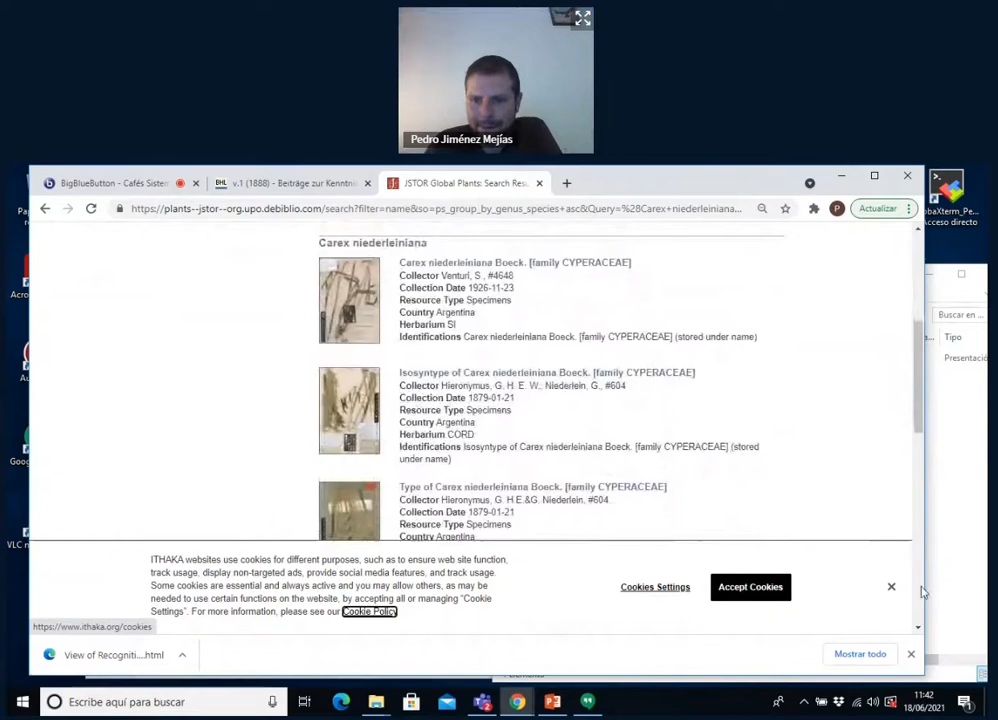 Pedro Jiménez Mejías
BigBlueButton - Cafés Sistem
BHL v.1 (1888) - Beiträge zur Kenntni
JSTOR Global Plants: Search Resu
https://plants--jstor--org.upo.debiblio.com/search?filter=name&so=ps_group_by_genus_species+asc&Query=%28Carex+niederleiniana...
P
Actualizar
Carex niederleiniana
Carex niederleiniana Boeck. [family CYPERACEAE]
Collector Venturi, S., #4648
Collection Date 1926-11-23
Resource Type Specimens
Country Argentina
Herbarium SI
Identifications Carex niederleiniana Boeck. [family CYPERACEAE] (stored under name)
Isosyntype of Carex niederleiniana Boeck. [family CYPERACEAE]
Collector Hieronymus, G. H. E. W.; Niederlein, G., #604
Collection Date 1879-01-21
Resource Type Specimens
Country Argentina
Herbarium CORD
Identifications Isosyntype of Carex niederleiniana Boeck. [family CYPERACEAE] (stored
under name)
Type of Carex niederleiniana Boeck. [family CYPERACEAE]
Collector Hieronymus, G. H.E.&G. Niederlein, #604
Collection Date 1879-01-21
Resource Type Specimens
Country Argentina
ITHAKA websites use cookies for different purposes, such as to ensure web site function,
track usage, display non-targeted ads, provide social media features, and track usage.
Some cookies are essential and always active and you may allow others, as may be
needed to use certain functions on the website, by accepting all or managing "Cookie
Settings". For more information, please see our Cookie Policy
Cookies Settings
Accept Cookies
https://www.ithaka.org/cookies
View of Recogniti....html
Mostrar todo
obaXterm_Pe...
Acceso directo
Buscar en ...
Tipo
Presentació
Acro
Goog
VLC n
Escribe aquí para buscar
11:42
18/06/2021